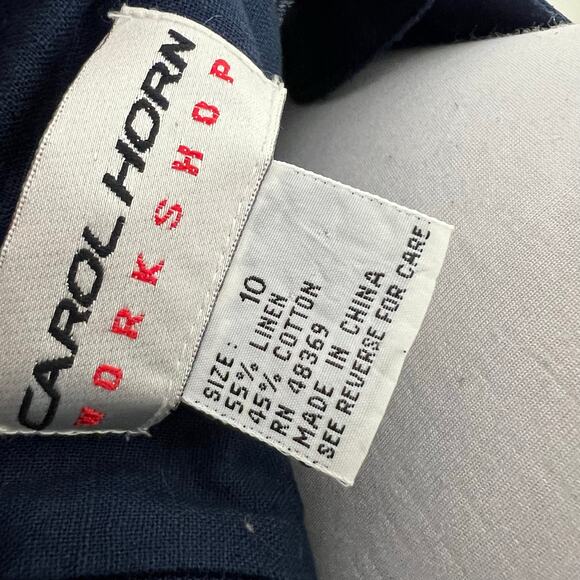 CAROL HORN
WORKSHOP
SIZE: 10
55% LINEN
45% COTTON
RN 48369
MADE IN CHINA
SEE REVERSE FOR CARE